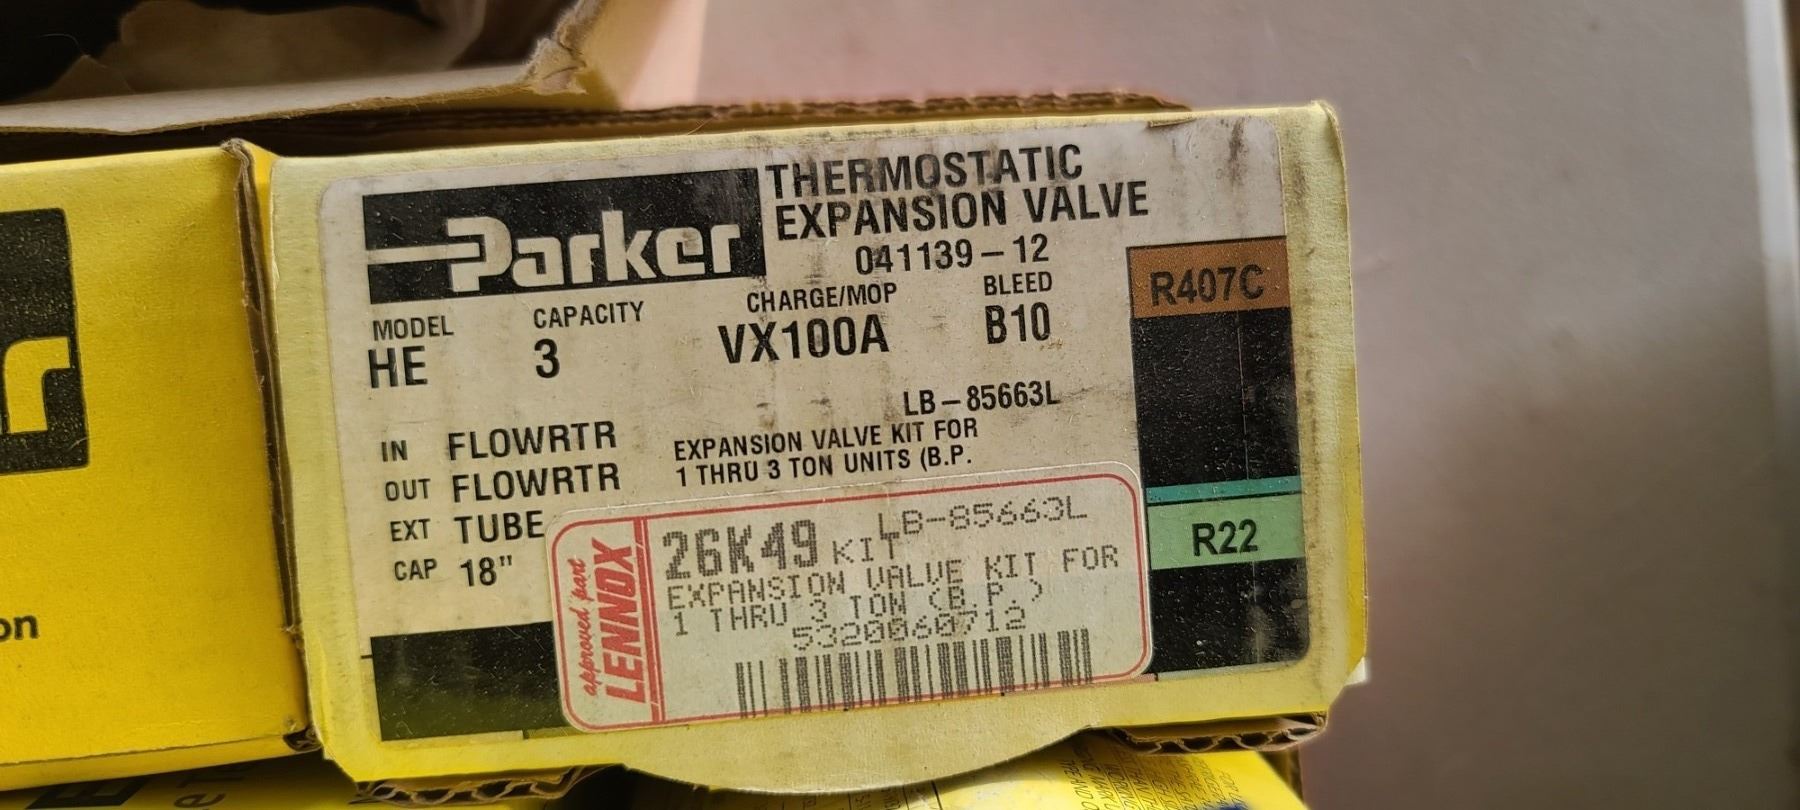 Parker
THERMOSTATIC
EXPANSION VALVE
041139-12
MODEL CAPACITY CHARGE/MOP BLEED
HE 3 VX100A B10
R407C
LB-85663L
IN FLOWRTR
OUT FLOWRTR
EXT TUBE
CAP 18"
EXPANSION VALVE KIT FOR
1 THRU 3 TON UNITS (B.P.
R22
approved part
LENNOX
26K49 KIT LB-85663L
EXPANSION VALVE KIT FOR
1 THRU 3 TON (B.P.)
5320060712
r
on